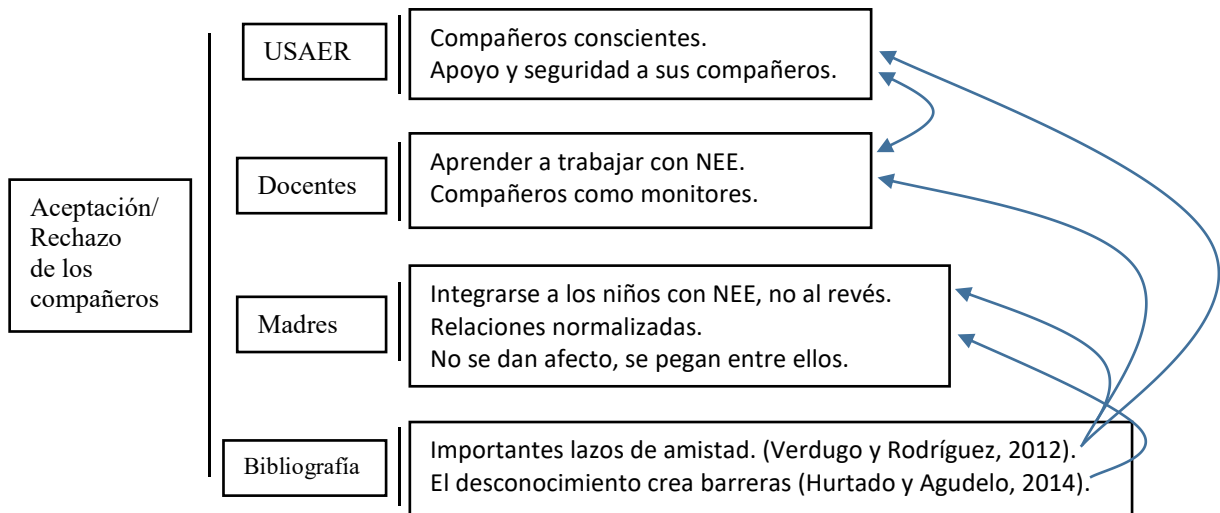 Aceptación/
Rechazo
de los
compañeros
USAER
Compañeros conscientes.
Apoyo y seguridad a sus compañeros.
Docentes
Aprender a trabajar con NEE.
Compañeros como monitores.
Madres
Integrarse a los niños con NEE, no al revés.
Relaciones normalizadas.
No se dan afecto, se pegan entre ellos.
Bibliografía
Importantes lazos de amistad. (Verdugo y Rodríguez, 2012).
El desconocimiento crea barreras (Hurtado y Agudelo, 2014).